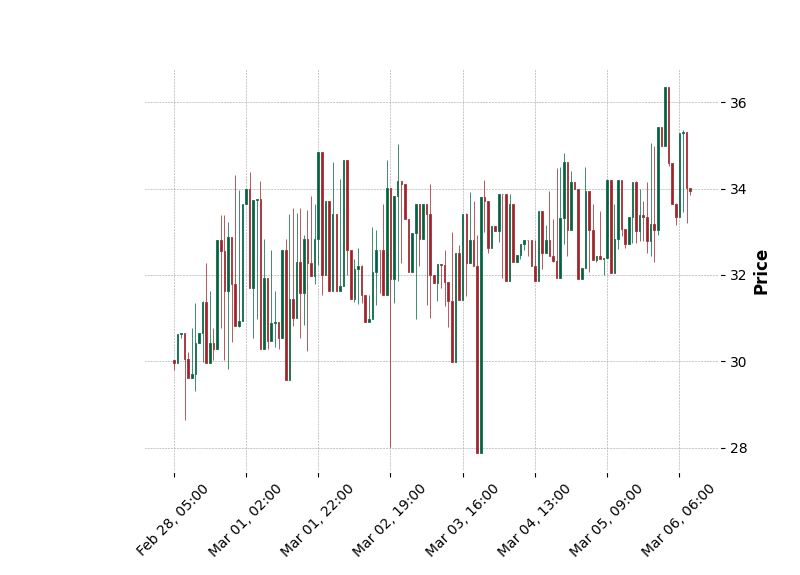 36
34
32
30
28
Price
Feb 28, 05:00
Mar 01, 02:00
Mar 01, 22:00
Mar 02, 19:00
Mar 03, 16:00
Mar 04, 13:00
Mar 05, 09:00
Mar 06, 06:00